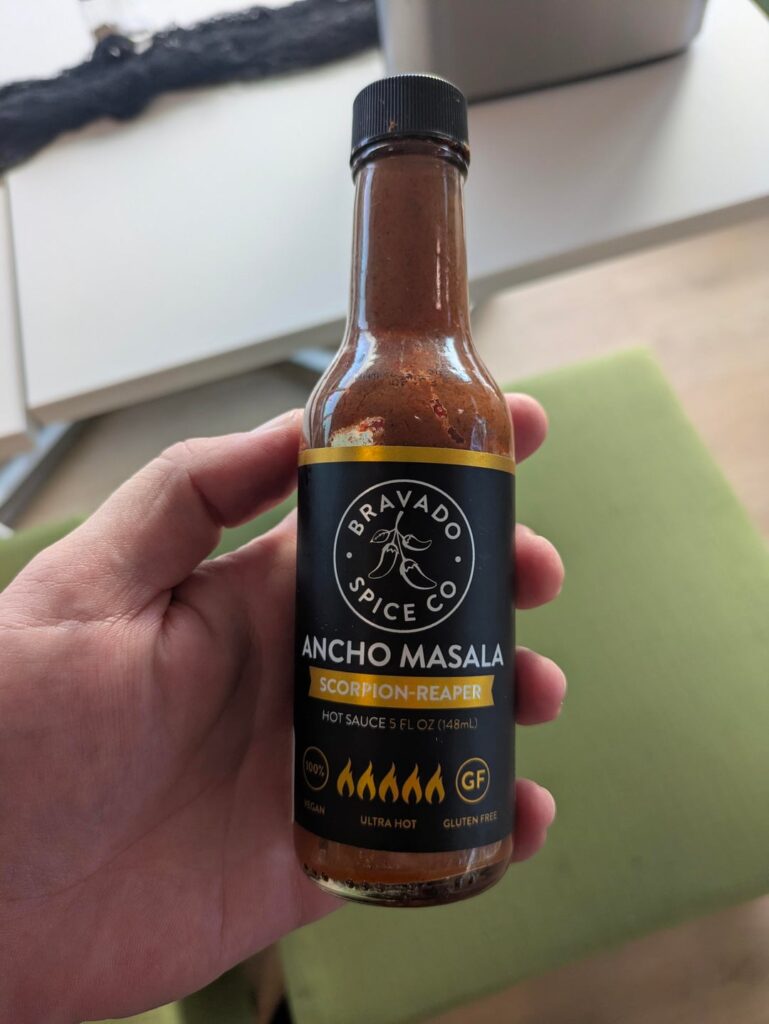 BRAVADO
SPICE CO
ANCHO MASALA
SCORPION-REAPER
HOT SAUCE 5 FL OZ (148mL)
100%
VEGAN
ULTRA HOT
GF
GLUTEN FREE